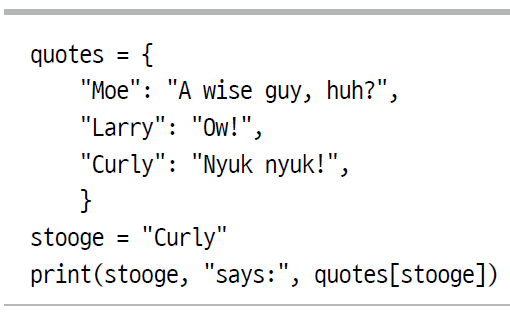 quotes = {
    "Moe": "A wise guy, huh?",
    "Larry": "Ow!",
    "Curly": "Nyuk nyuk!",
    }
stooge = "Curly"
print(stooge, "says:", quotes[stooge])